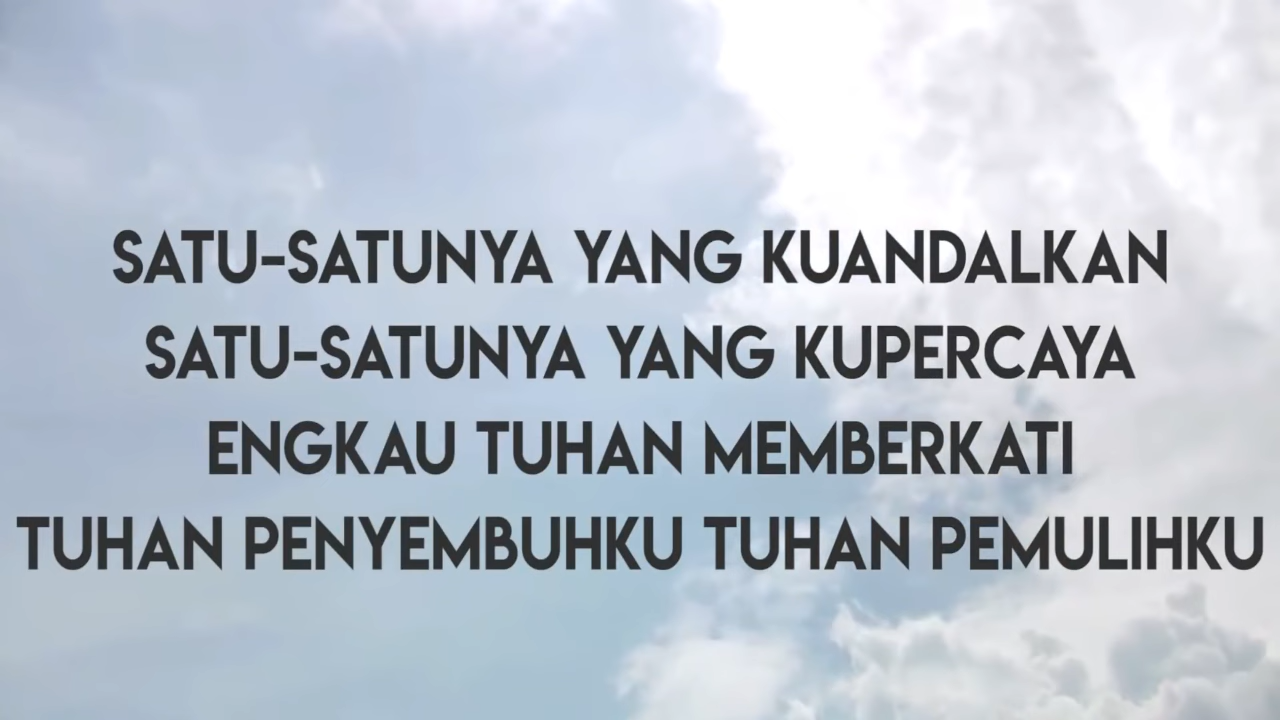 SATU-SATUNYA YANG KUANDALKAN
SATU-SATUNYA YANG KUPERCAYA
ENGKAU TUHAN MEMBERKATI
TUHAN PENYEMBUHKU TUHAN PEMULIHKU